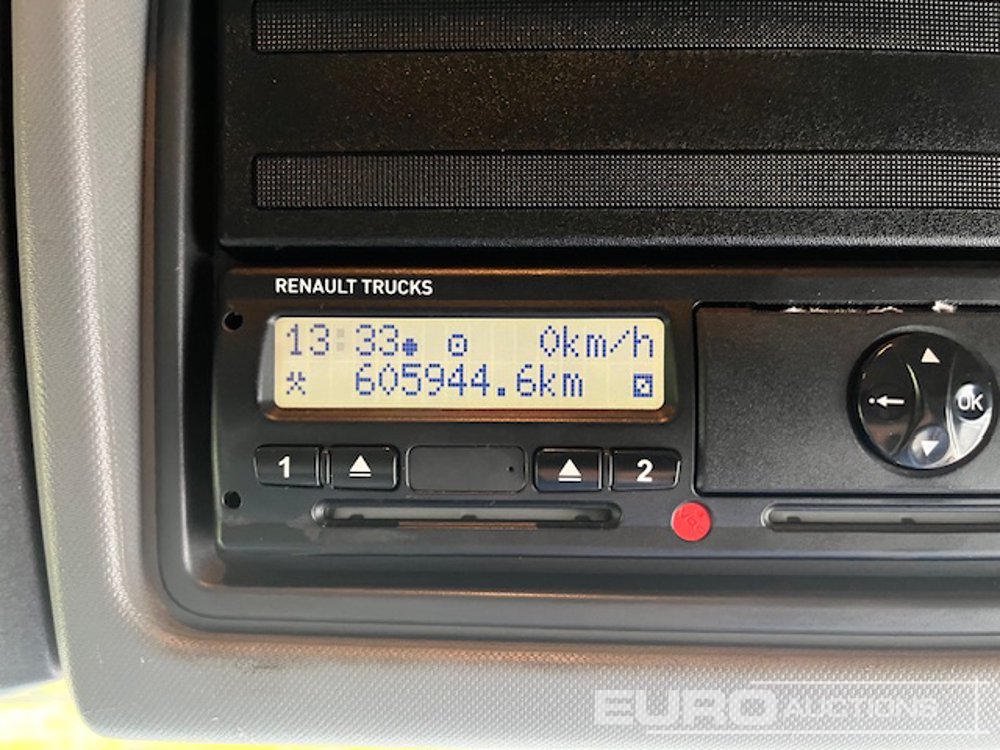 RENAULT TRUCKS
13:33 0km/h
605944.6km
1 2
OK
EURO AUCTIONS